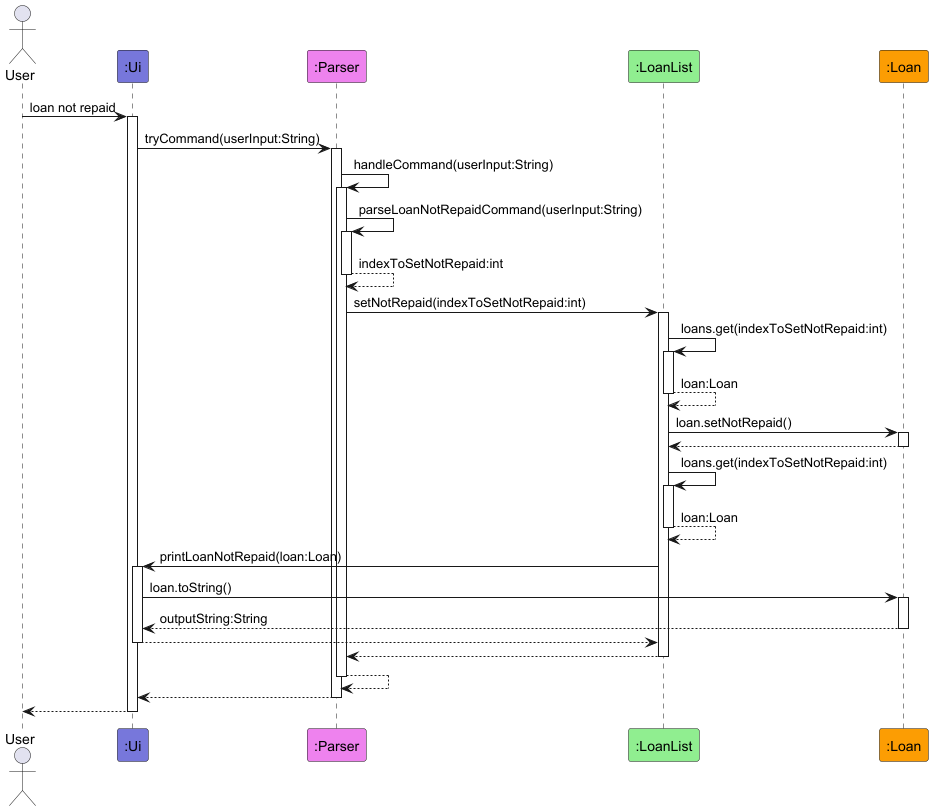 User
:Ui
:Parser
:LoanList
:Loan
loan not repaid
tryCommand(userInput:String)
handleCommand(userInput:String)
parseLoanNotRepaidCommand(userInput:String)
indexToSetNotRepaid:int
setNotRepaid(indexToSetNotRepaid:int)
loans.get(indexToSetNotRepaid:int)
loan:Loan
loan.setNotRepaid()
loans.get(indexToSetNotRepaid:int)
loan:Loan
printLoanNotRepaid(loan:Loan)
loan.toString()
outputString:String
User
:Ui
:Parser
:LoanList
:Loan